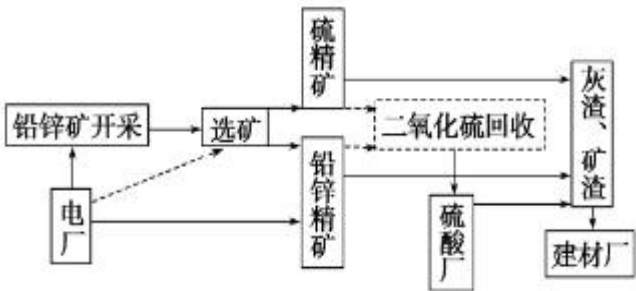 硫精矿
铅锌矿开采
选矿
二氧化硫回收
灰渣、矿渣
电厂
铅锌精矿
硫酸厂
建材厂